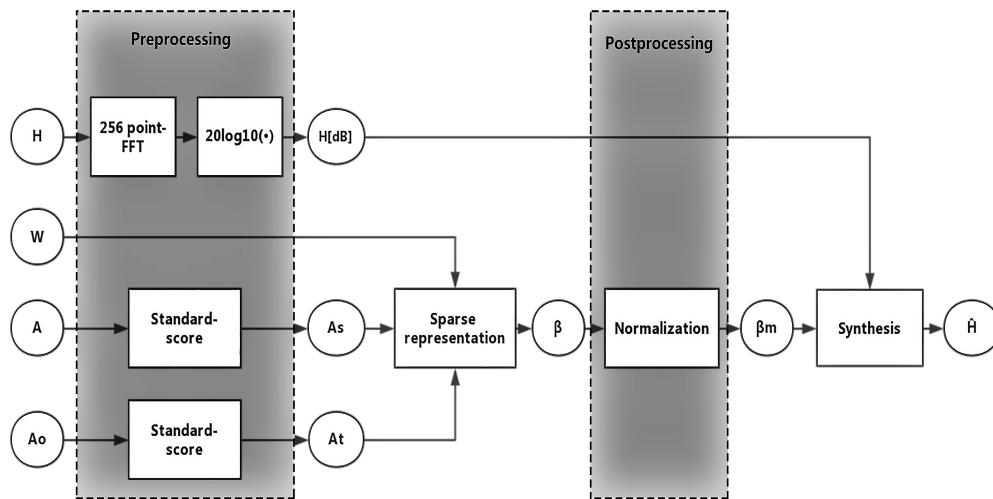 Preprocessing
Postprocessing
H
256 point-
FFT
20log10(•)
H[dB]
W
A
Standard-
score
As
Sparse
representation
β
Normalization
βm
Synthesis
Ĥ
Ao
Standard-
score
At